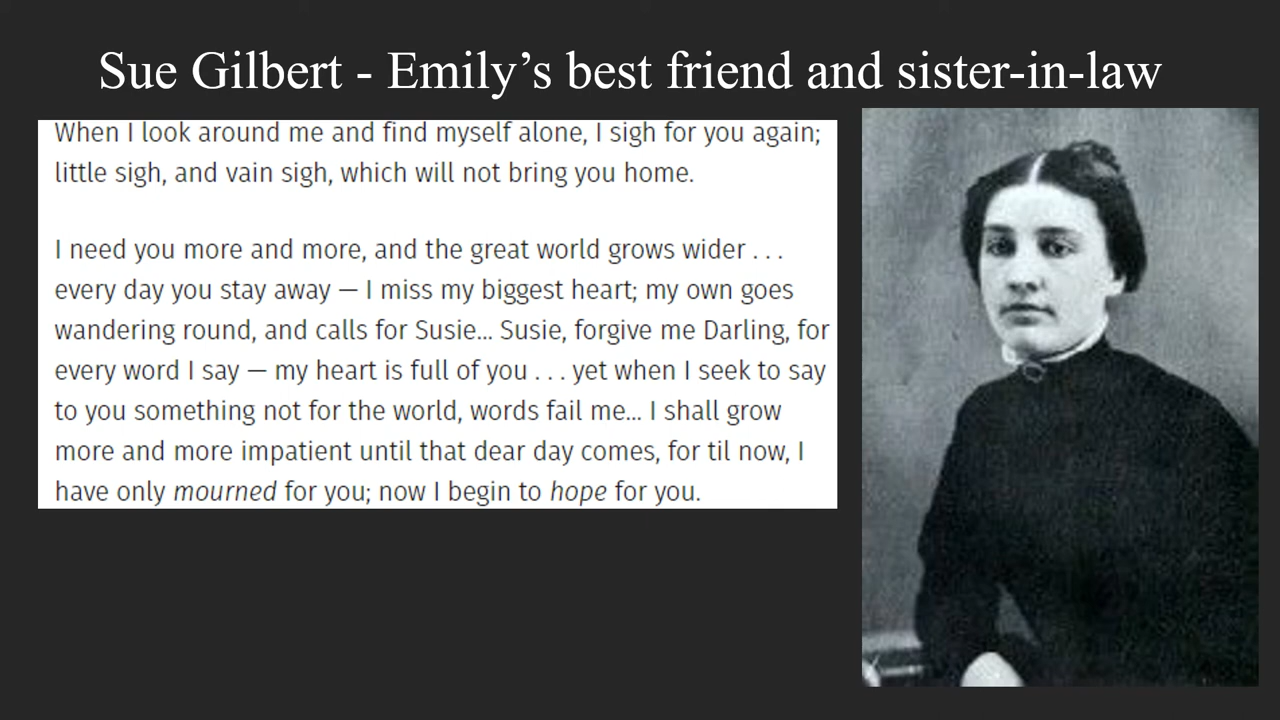 Sue Gilbert - Emily’s best friend and sister-in-law
When I look around me and find myself alone, I sigh for you again;
little sigh, and vain sigh, which will not bring you home.
I need you more and more, and the great world grows wider . . .
every day you stay away — I miss my biggest heart; my own goes
wandering round, and calls for Susie... Susie, forgive me Darling, for
every word I say — my heart is full of you . . . yet when I seek to say
to you something not for the world, words fail me... I shall grow
more and more impatient until that dear day comes, for til now, I
have only mourned for you; now I begin to hope for you.